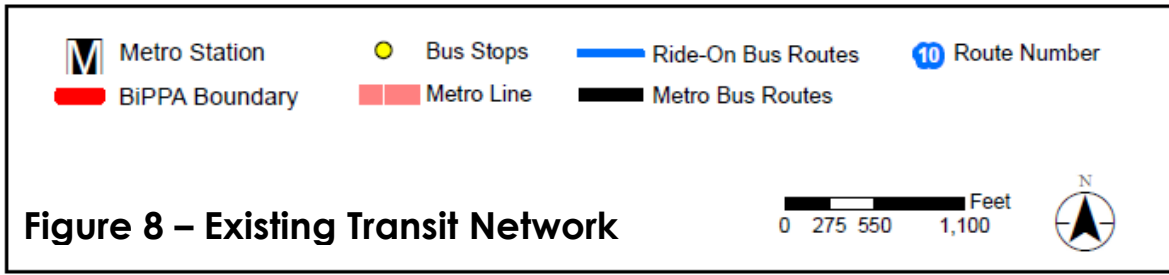 M Metro Station Bus Stops Ride-On Bus Routes 10 Route Number
BiPPA Boundary Metro Line Metro Bus Routes
N
Figure 8 – Existing Transit Network
Feet
0 275 550 1,100